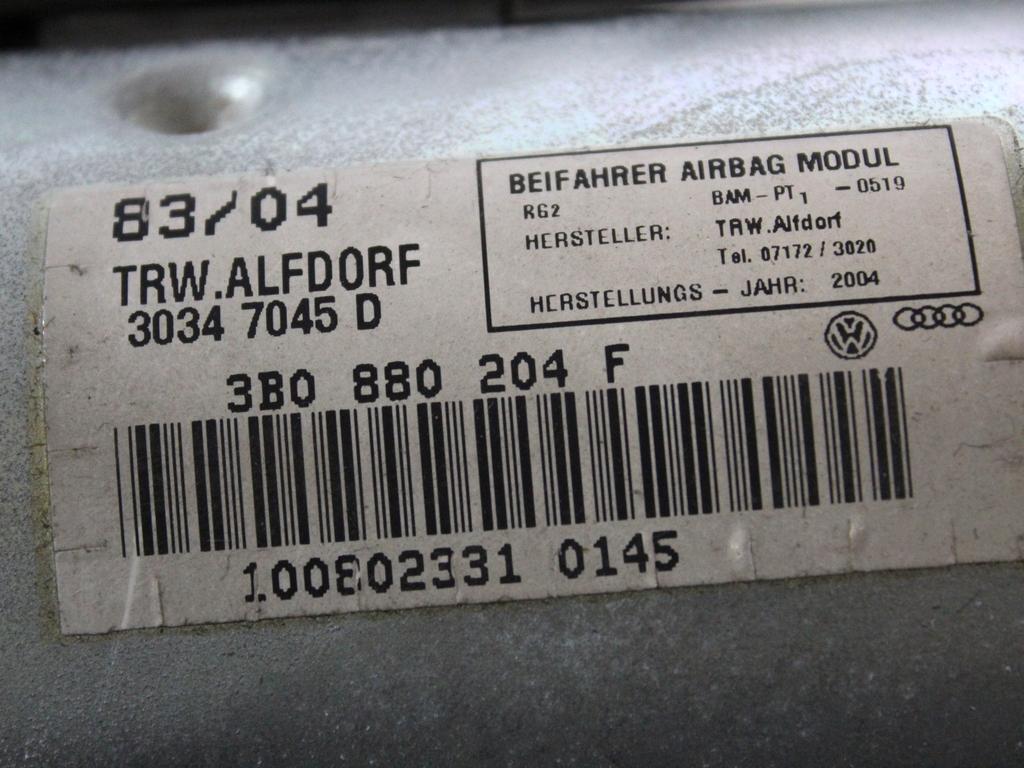 83/04
TRW.ALFDORF
3034 7045 D
BEIFAHRER AIRBAG MODUL
RG2 BAM-PT1 -0519
HERSTELLER: TRW.Alfdorf
Tel. 07172 / 3020
HERSTELLUNGS - JAHR: 2004
3B0 880 204 F
100802331 0145